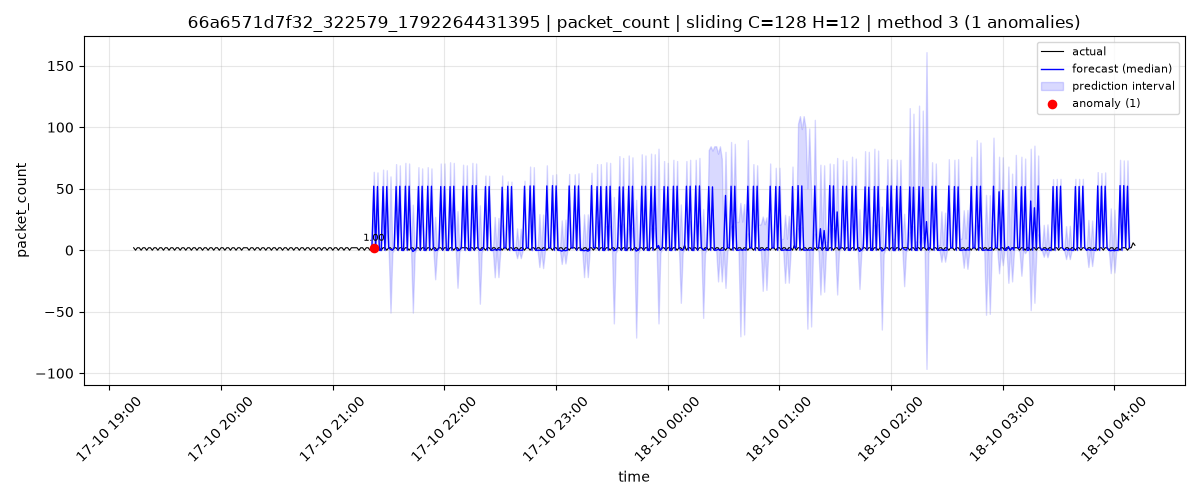 66a6571d7f32_322579_1792264431395 | packet_count | sliding C=128 H=12 | method 3 (1 anomalies)
actual
forecast (median)
prediction interval
anomaly (1)
packet_count
150
100
50
0
−50
−100
1.00
17-10 19:00
17-10 20:00
17-10 21:00
17-10 22:00
17-10 23:00
18-10 00:00
18-10 01:00
18-10 02:00
18-10 03:00
18-10 04:00
time